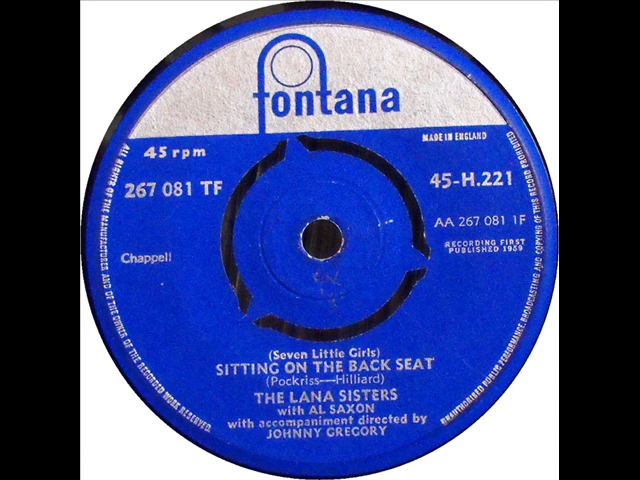 fontana
MADE IN ENGLAND
45 rpm
267 081 TF
45-H.221
AA 267 081 1F
RECORDING FIRST
PUBLISHED 1959
Chappell
(Seven Little Girls)
SITTING ON THE BACK SEAT
(Pockriss—Hilliard)
THE LANA SISTERS
with AL SAXON
with accompaniment directed by
JOHNNY GREGORY
ALL RIGHTS OF THE MANUFACTURER AND OF THE OWNER OF THE RECORDED WORK RESERVED
UNAUTHORISED PUBLIC PERFORMANCE, BROADCASTING AND COPYING OF THIS RECORD PROHIBITED